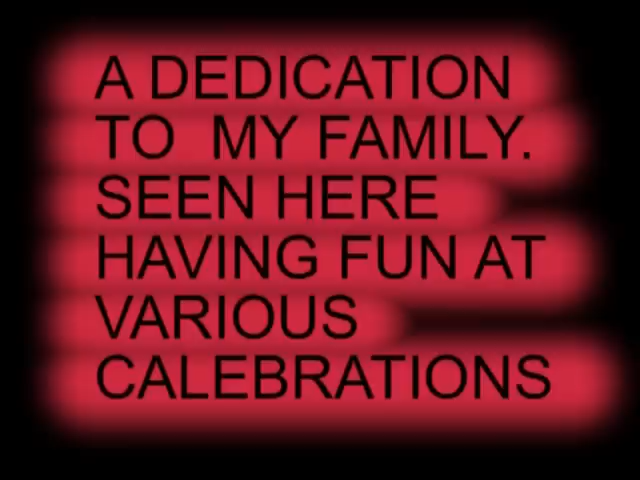 A DEDICATION
TO MY FAMILY.
SEEN HERE
HAVING FUN AT
VARIOUS
CALEBRATIONS